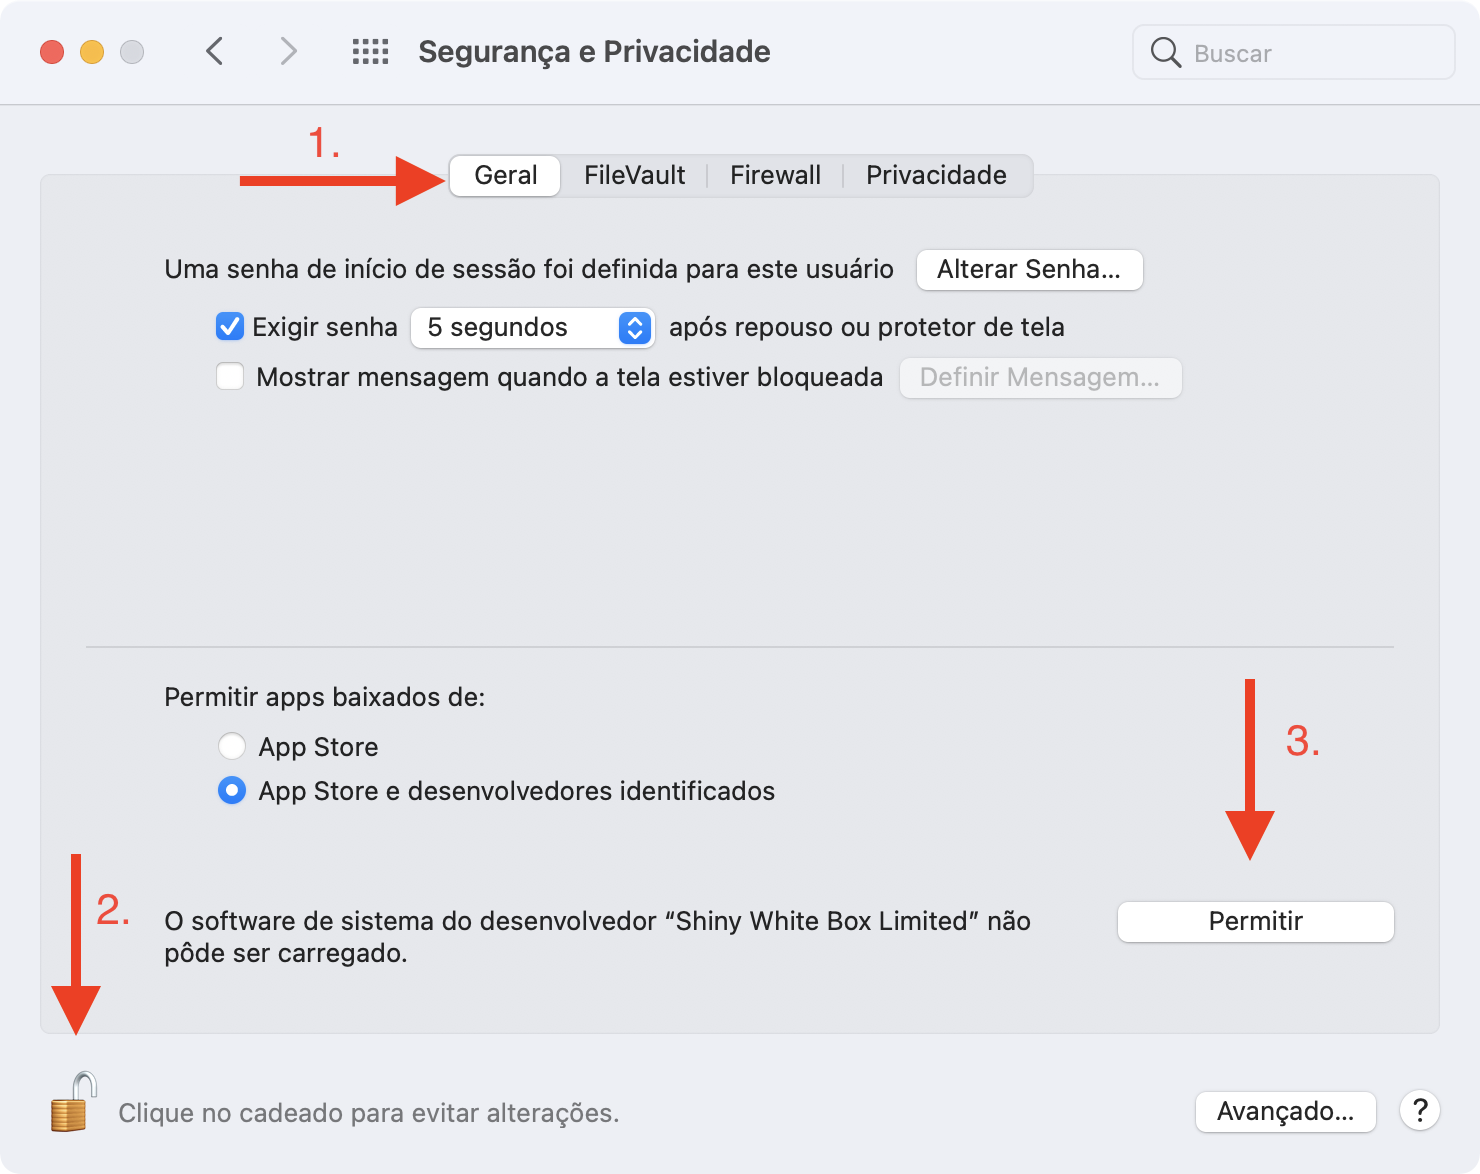 Segurança e Privacidade
Buscar
1.
Geral
FileVault
Firewall
Privacidade
Uma senha de início de sessão foi definida para este usuário
Alterar Senha...
Exigir senha
5 segundos
após repouso ou protetor de tela
Mostrar mensagem quando a tela estiver bloqueada
Definir Mensagem...
Permitir apps baixados de:
App Store
3.
App Store e desenvolvedores identificados
2.
O software de sistema do desenvolvedor “Shiny White Box Limited” não
pôde ser carregado.
Permitir
Clique no cadeado para evitar alterações.
Avançado...
?